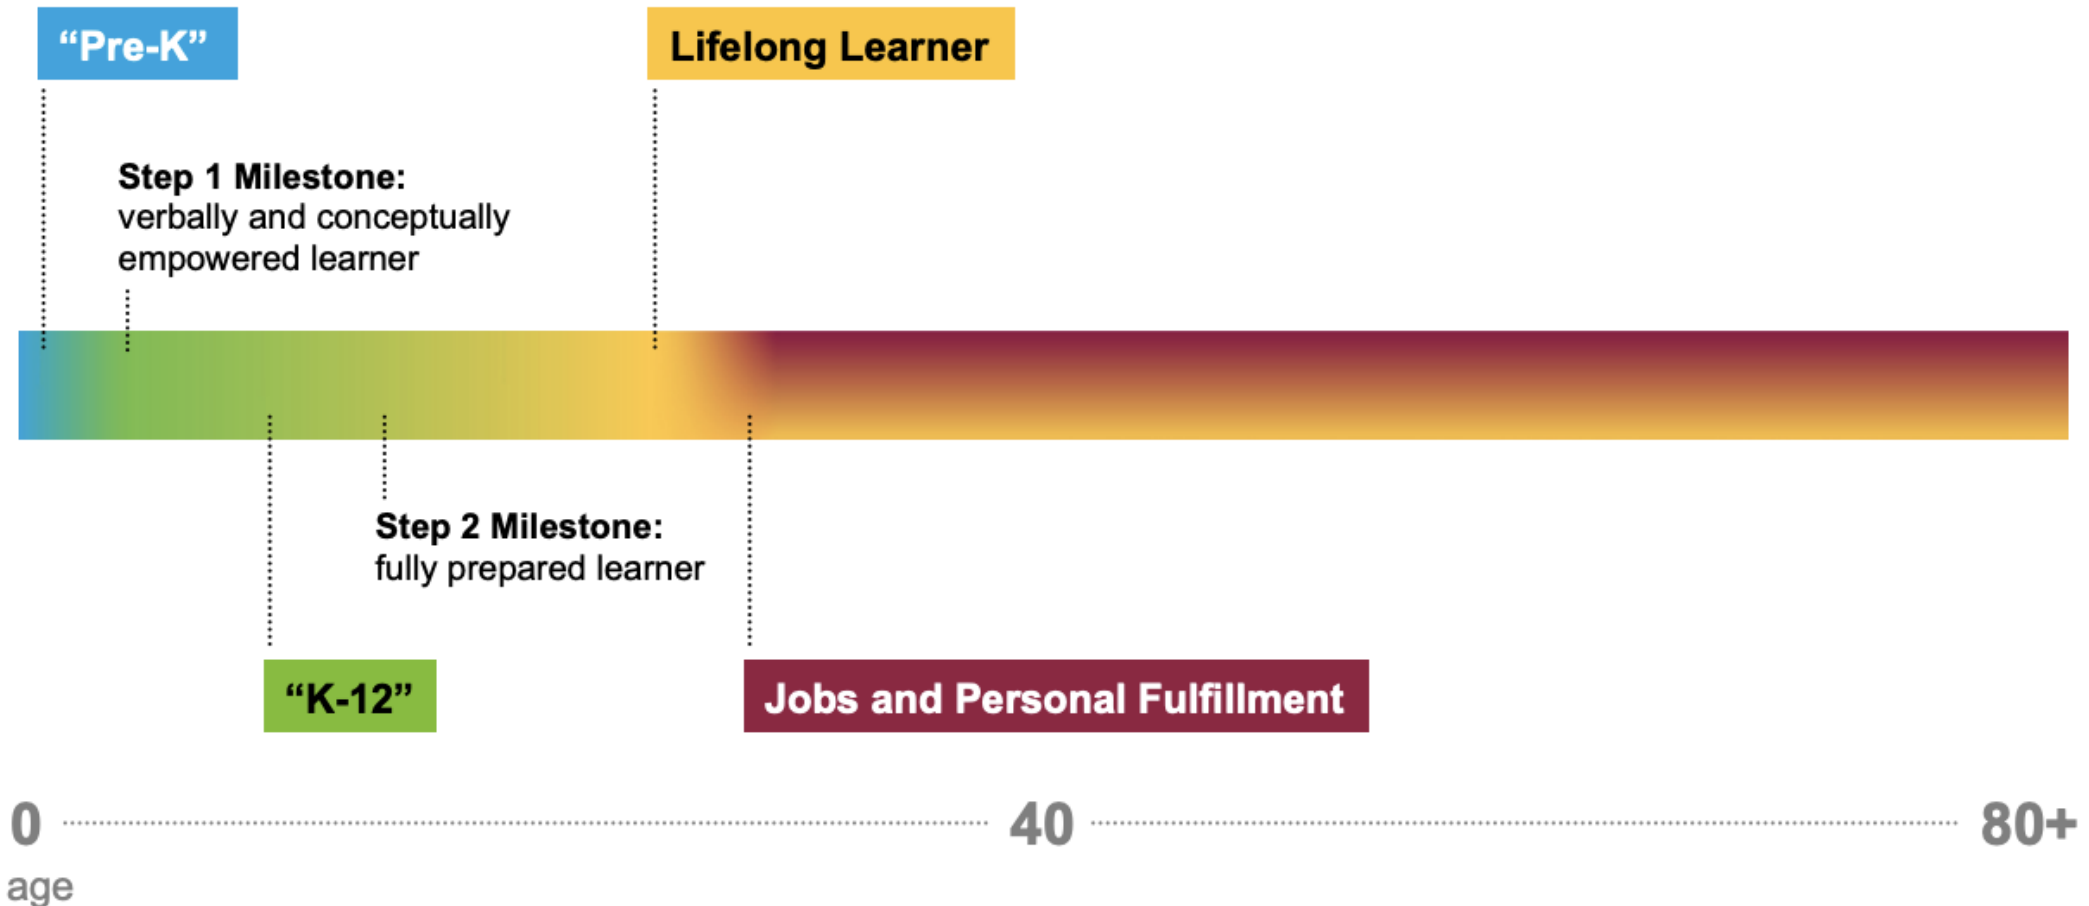 “Pre-K”
Lifelong Learner
Step 1 Milestone:
verbally and conceptually
empowered learner
Step 2 Milestone:
fully prepared learner
“K-12”
Jobs and Personal Fulfillment
0
40
80+
age